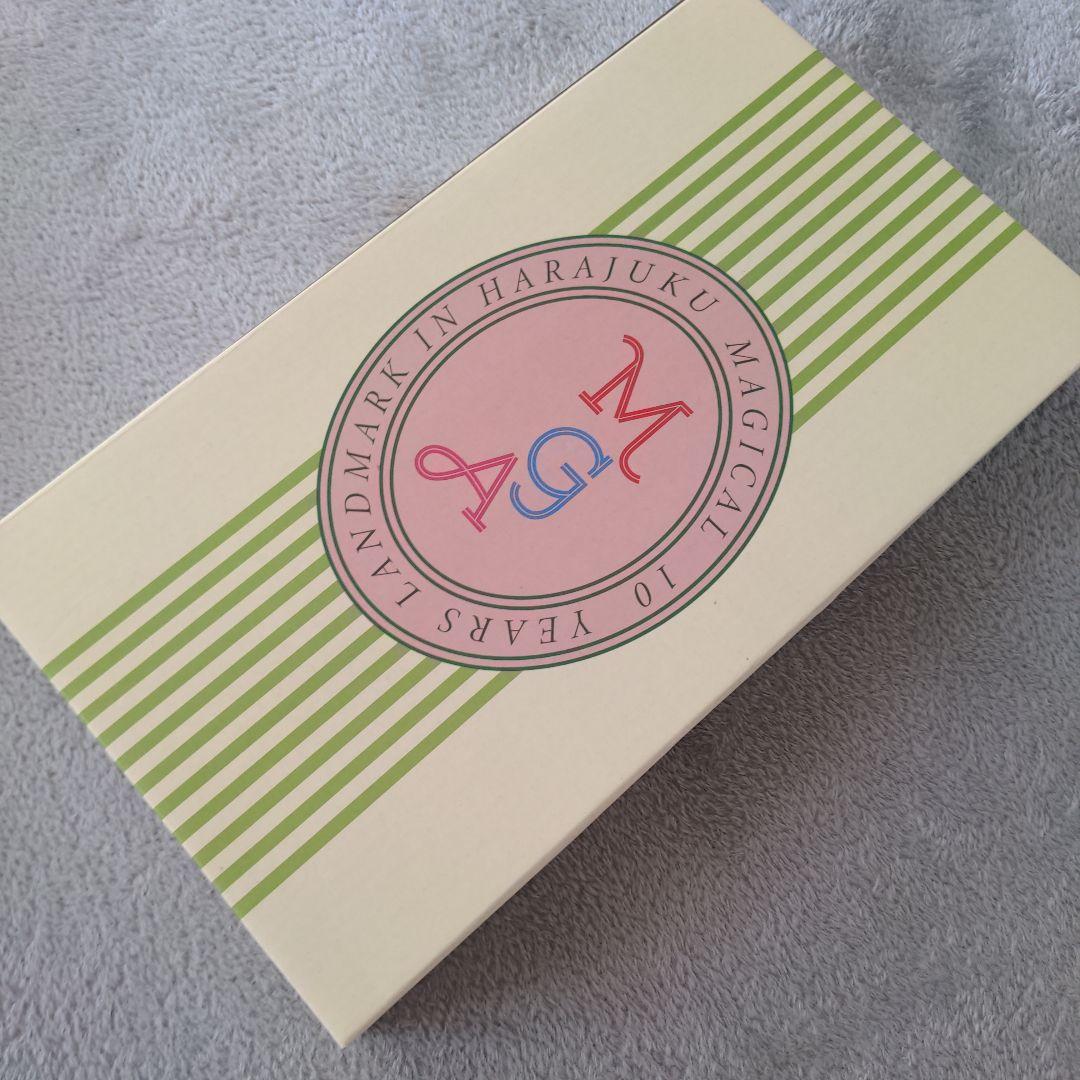 LANDMARK IN HARAJUKU
AGM
MAGICAL 10 YEARS